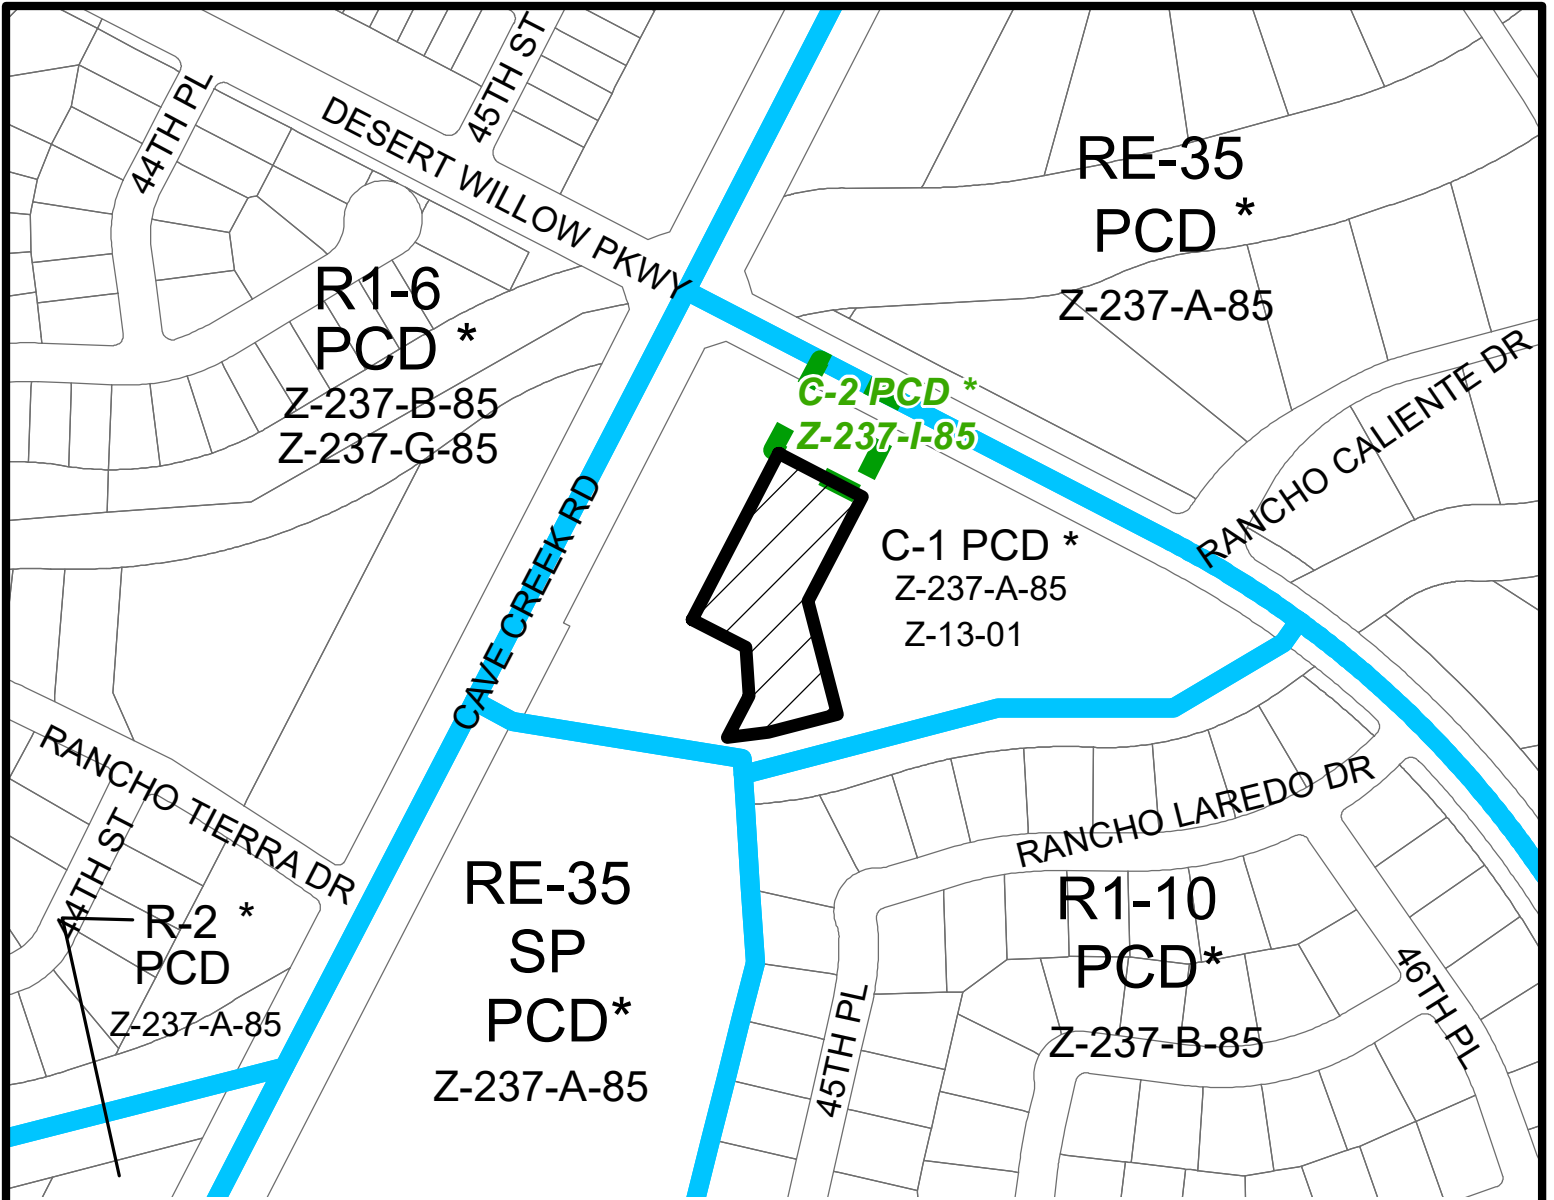 45TH ST
44TH PL
DESERT WILLOW PKWY
RE-35
PCD *
Z-237-A-85
R1-6
PCD *
Z-237-B-85
Z-237-G-85
C-2 PCD *
Z-237-I-85
RANCHO CALIENTE DR
CAVE CREEK RD
C-1 PCD *
Z-237-A-85
Z-13-01
RANCHO TIERRA DR
44TH ST
R-2 *
PCD
Z-237-A-85
RE-35
SP
PCD*
Z-237-A-85
RANCHO LAREDO DR
R1-10
PCD*
Z-237-B-85
45TH PL
46TH PL